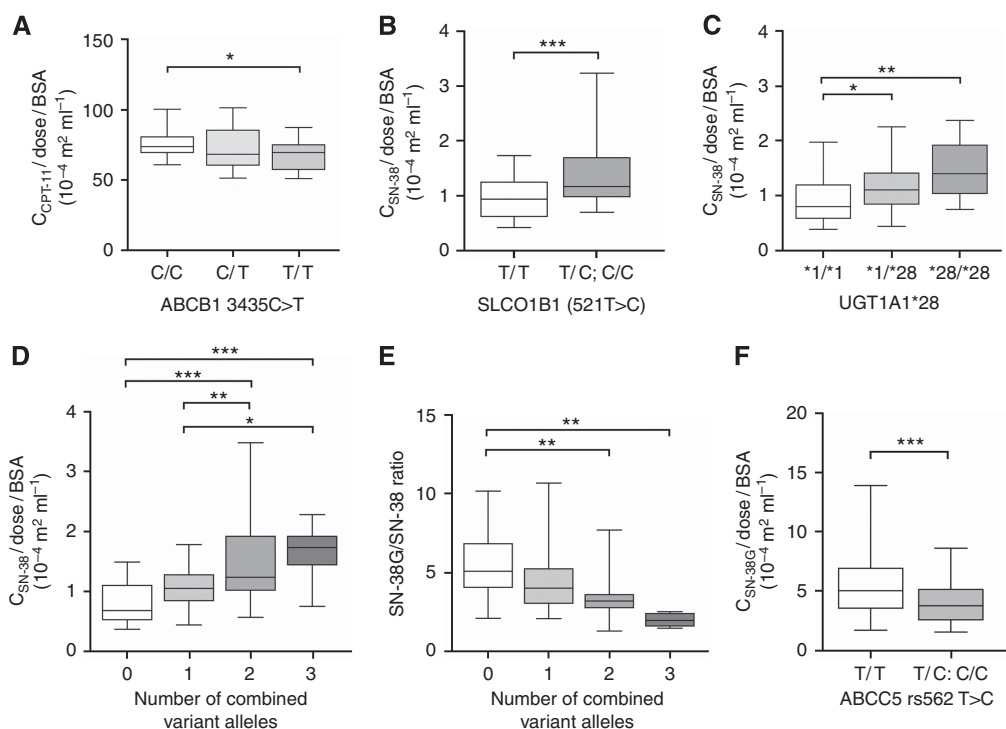 A
C_CPT-11/dose/BSA
(10⁻⁴ m² ml⁻¹)
150
100
50
0
*
C/C C/T T/T
ABCB1 3435C>T
B
C_SN-38/dose/BSA
(10⁻⁴ m² ml⁻¹)
4
3
2
1
0
***
T/T T/C; C/C
SLCO1B1 (521T>C)
C
C_SN-38/dose/BSA
(10⁻⁴ m² ml⁻¹)
4
3
2
1
0
**
*
*1/*1 *1/*28 *28/*28
UGT1A1*28
D
C_SN-38/dose/BSA
(10⁻⁴ m² ml⁻¹)
4
3
2
1
0
***
***
**
*
0 1 2 3
Number of combined
variant alleles
E
SN-38G/SN-38 ratio
15
10
5
0
**
**
0 1 2 3
Number of combined
variant alleles
F
C_SN-38G/dose/BSA
(10⁻⁴ m² ml⁻¹)
20
15
10
5
0
***
T/T T/C: C/C
ABCC5 rs562 T>C